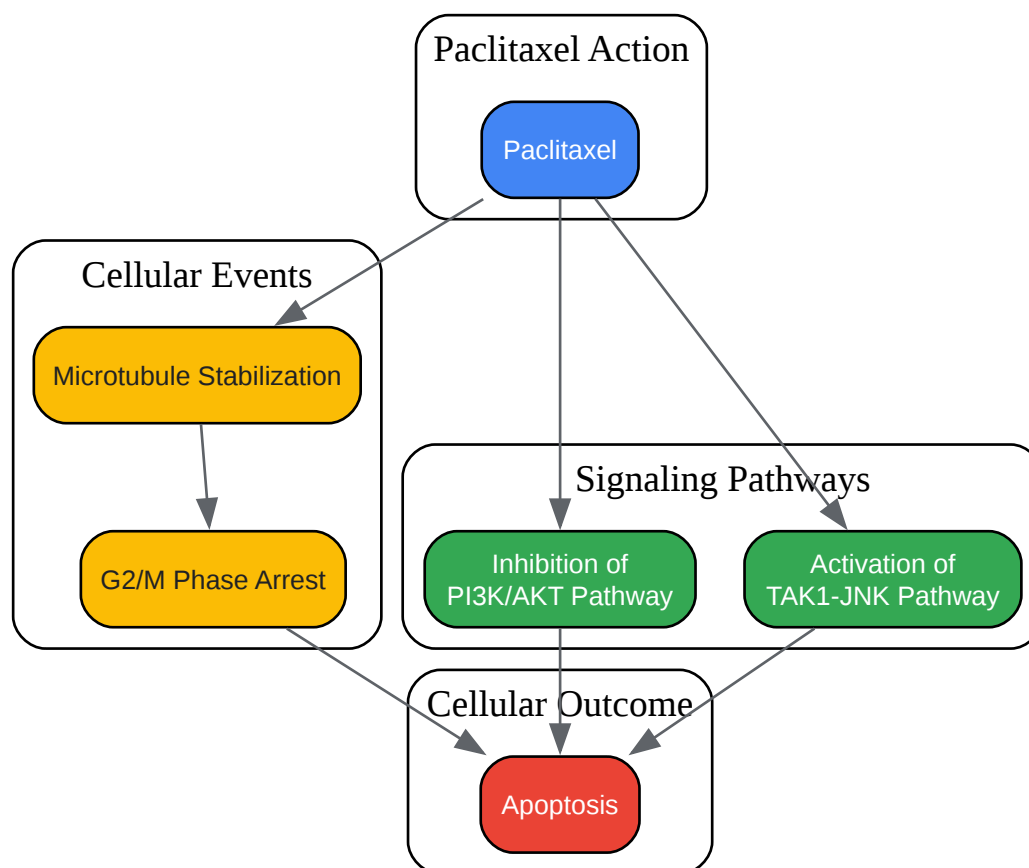 Paclitaxel Action
Paclitaxel
Cellular Events
Microtubule Stabilization
G2/M Phase Arrest
Signaling Pathways
Inhibition of
PI3K/AKT Pathway
Activation of
TAK1-JNK Pathway
Cellular Outcome
Apoptosis